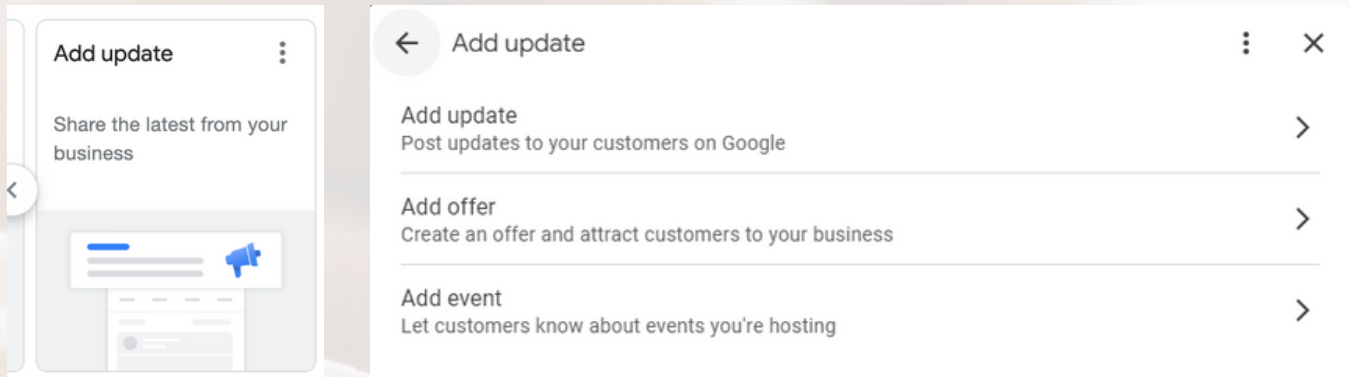 Add update
Share the latest from your
business
Add update
Add update
Post updates to your customers on Google
Add offer
Create an offer and attract customers to your business
Add event
Let customers know about events you're hosting